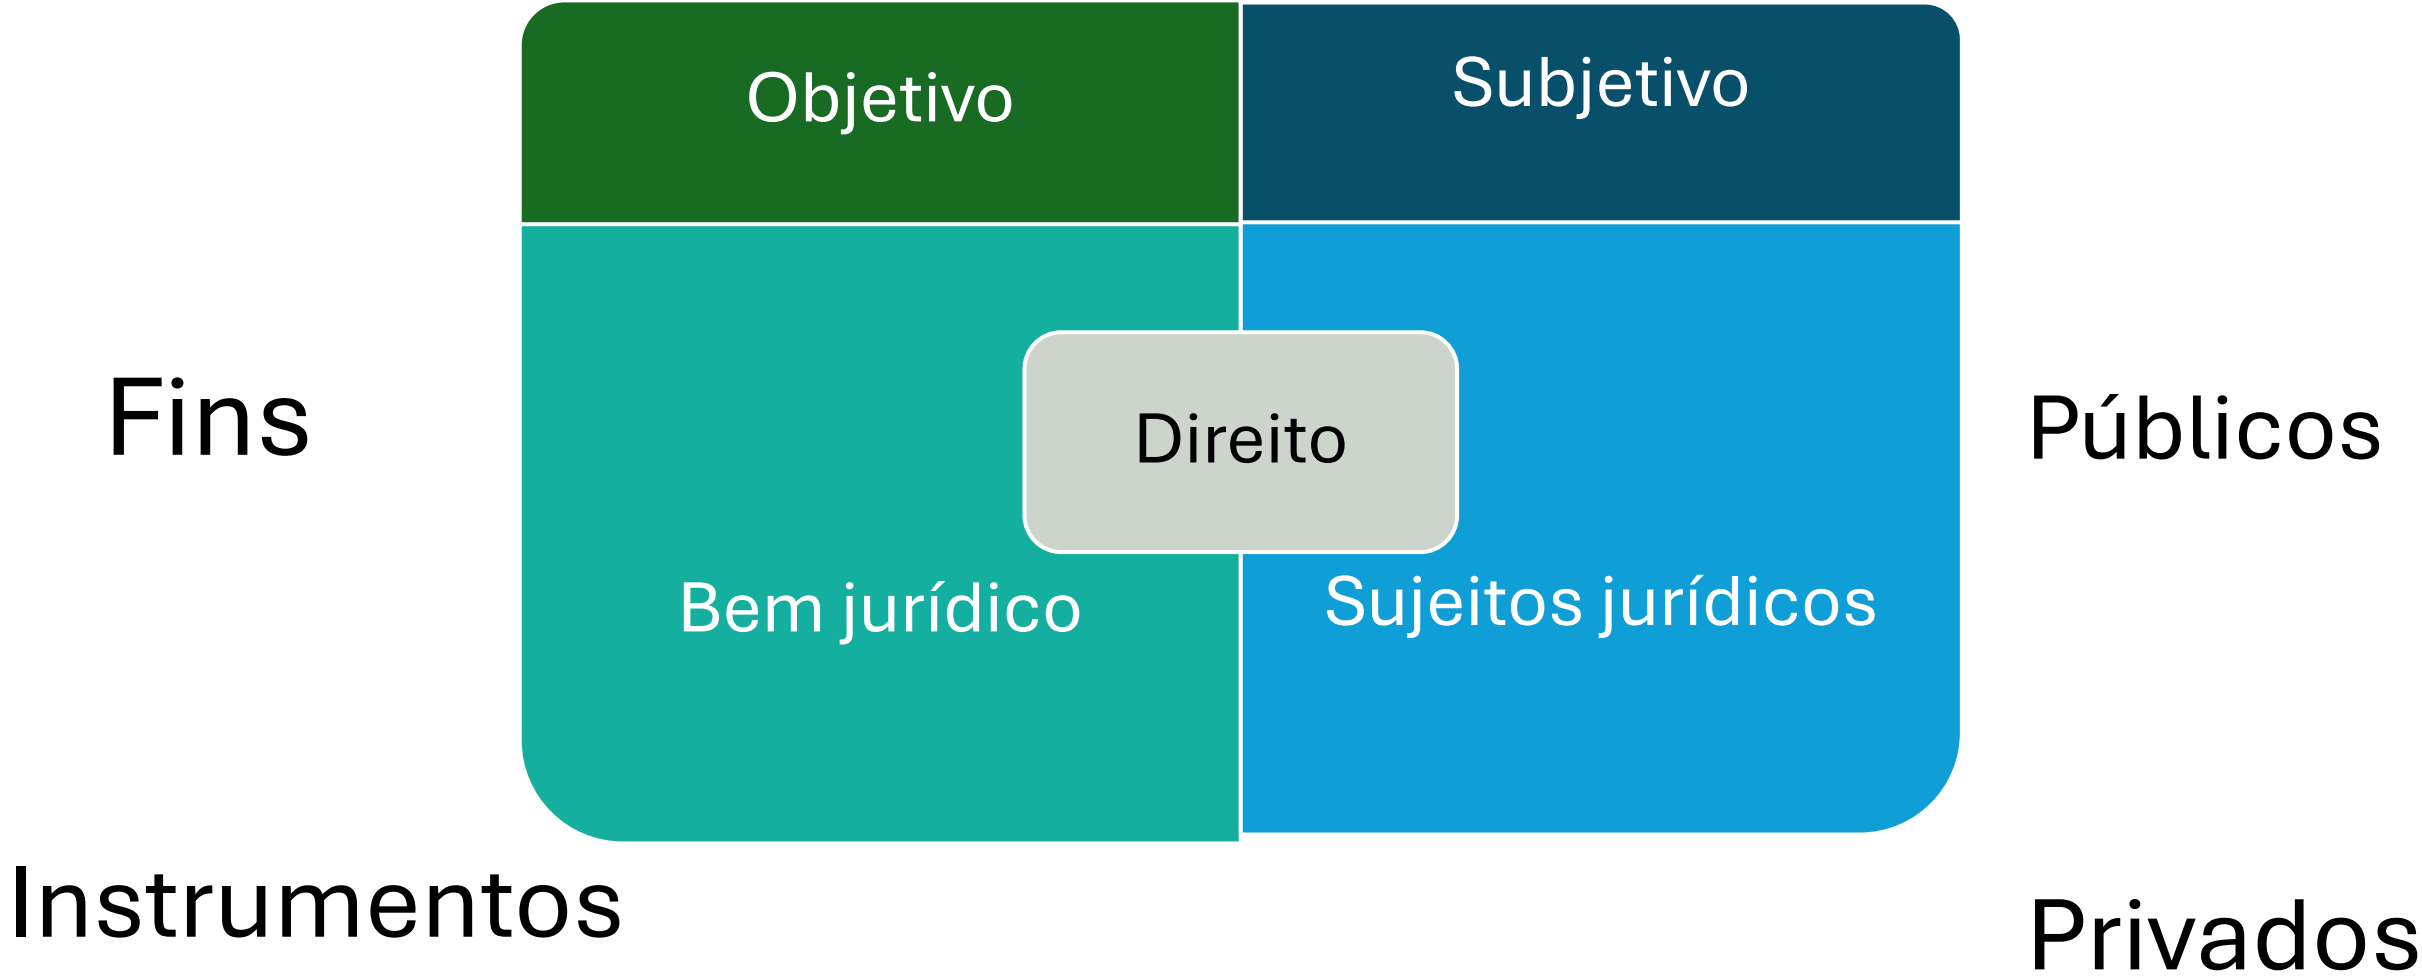 Objetivo
Subjetivo
Fins
Direito
Públicos
Bem jurídico
Sujeitos jurídicos
Instrumentos
Privados